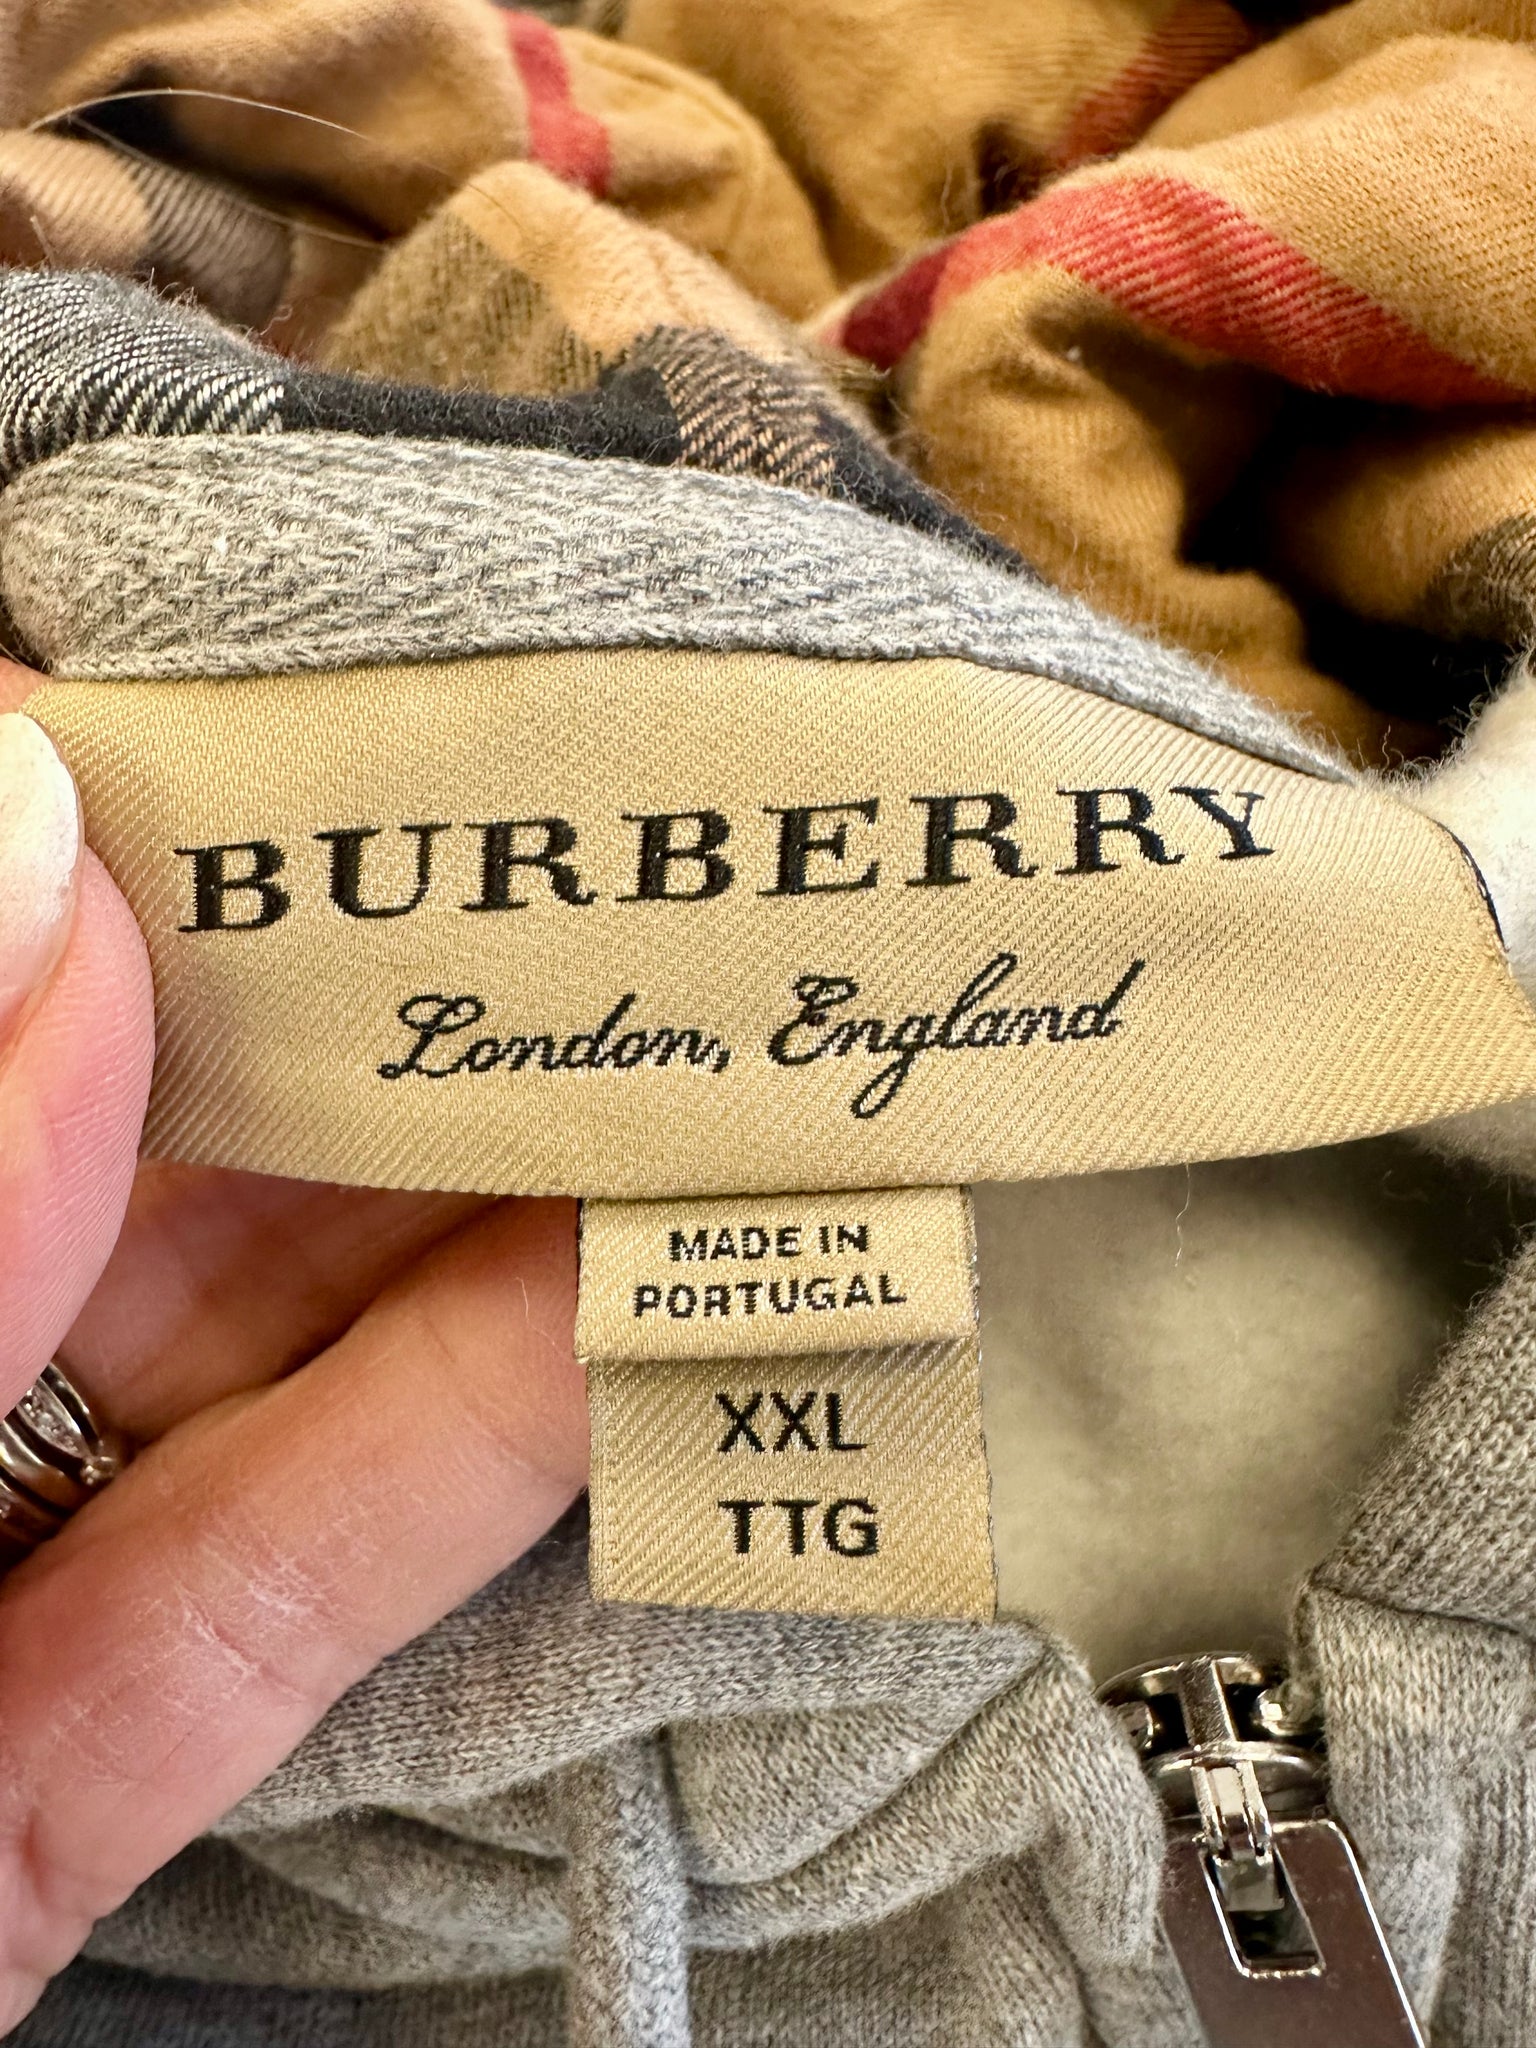 BURBERRY
London, England
MADE IN
PORTUGAL
XXL
TTG